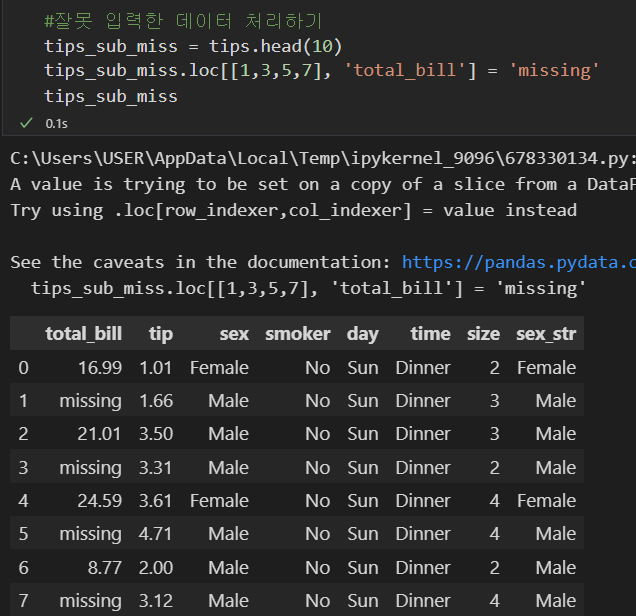 #잘못 입력한 데이터 처리하기
tips_sub_miss = tips.head(10)
tips_sub_miss.loc[[1,3,5,7], 'total_bill'] = 'missing'
tips_sub_miss
0.1s
C:\Users\USER\AppData\Local\Temp\ipykernel_9096\678330134.py:
A value is trying to be set on a copy of a slice from a DataF
Try using .loc[row_indexer,col_indexer] = value instead
See the caveats in the documentation: https://pandas.pydata.o
tips_sub_miss.loc[[1,3,5,7], 'total_bill'] = 'missing'
total_bill tip sex smoker day time size sex_str
0 16.99 1.01 Female No Sun Dinner 2 Female
1 missing 1.66 Male No Sun Dinner 3 Male
2 21.01 3.50 Male No Sun Dinner 3 Male
3 missing 3.31 Male No Sun Dinner 2 Male
4 24.59 3.61 Female No Sun Dinner 4 Female
5 missing 4.71 Male No Sun Dinner 4 Male
6 8.77 2.00 Male No Sun Dinner 2 Male
7 missing 3.12 Male No Sun Dinner 4 Male